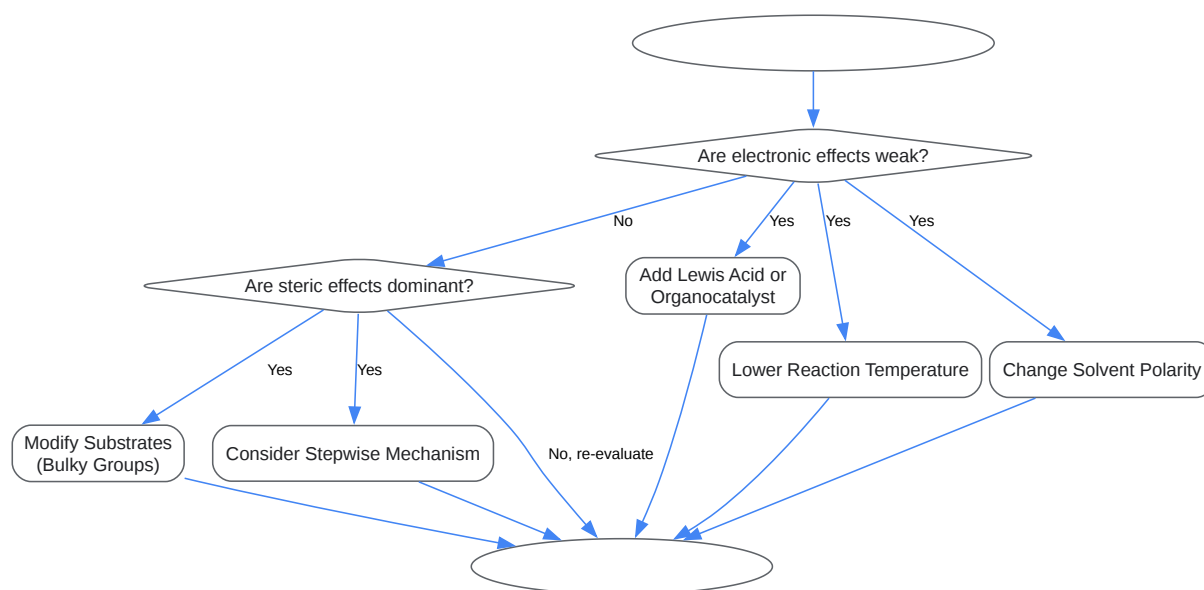 Are electronic effects weak?
No
Yes
Yes
Yes
Are steric effects dominant?
Add Lewis Acid or
Organocatalyst
Yes
Yes
Lower Reaction Temperature
Change Solvent Polarity
Modify Substrates
(Bulky Groups)
Consider Stepwise Mechanism
No, re-evaluate